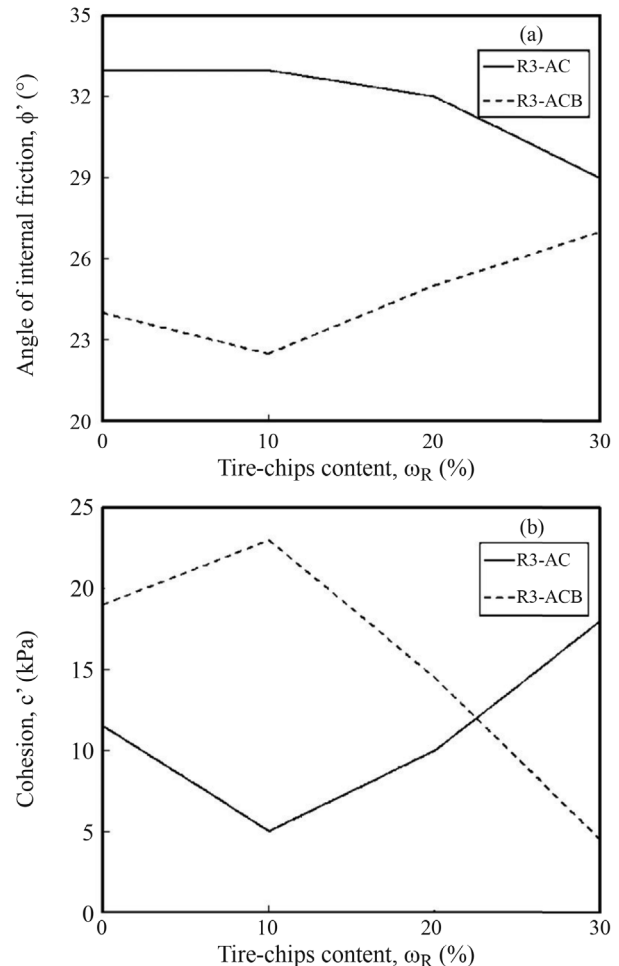 35
(a)
R3-AC
R3-ACB
32
29
26
23
20
0
10
20
30
Angle of internal friction, ϕ' (°)
Tire-chips content, ωR (%)
25
(b)
R3-AC
R3-ACB
20
15
10
5
0
0
10
20
30
Cohesion, c' (kPa)
Tire-chips content, ωR (%)